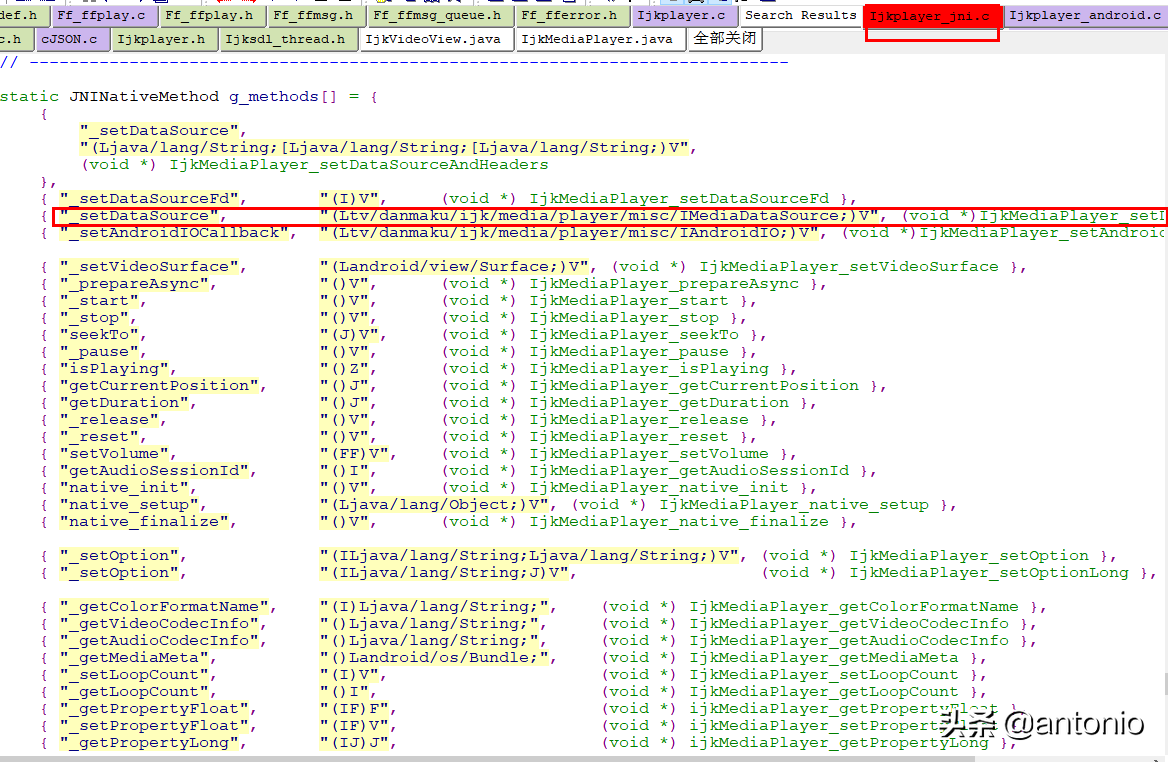 def.h Ff_ffplay.c Ff_ffplay.h Ff_ffmsg.h Ff_ffmsg_queue.h Ff_fferror.h Ijkplayer.c Search Results Ijkplayer_jni.c Ijkplayer_android.c
c.h cJSON.c Ijkplayer.h Ijksdl_thread.h IjkVideoView.java IjkMediaPlayer.java 全部关闭
// ----------------------------------------------------------------------------
static JNINativeMethod g_methods[] = {
{
"_setDataSource",
"(Ljava/lang/String;[Ljava/lang/String;[Ljava/lang/String;)V",
(void *) IjkMediaPlayer_setDataSourceAndHeaders
},
{ "_setDataSourceFd", "(I)V", (void *) IjkMediaPlayer_setDataSourceFd },
{ "_setDataSource", "(Ltv/danmaku/ijk/media/player/misc/IMediaDataSource;)V", (void *)IjkMediaPlayer_set
{ "_setAndroidIOCallback", "(Ltv/danmaku/ijk/media/player/misc/IAndroidIO;)V", (void *)IjkMediaPlayer_setAndroid
{ "_setVideoSurface", "(Landroid/view/Surface;)V", (void *) IjkMediaPlayer_setVideoSurface },
{ "_prepareAsync", "()V", (void *) IjkMediaPlayer_prepareAsync },
{ "_start", "()V", (void *) IjkMediaPlayer_start },
{ "_stop", "()V", (void *) IjkMediaPlayer_stop },
{ "seekTo", "(J)V", (void *) IjkMediaPlayer_seekTo },
{ "_pause", "()V", (void *) IjkMediaPlayer_pause },
{ "isPlaying", "()Z", (void *) IjkMediaPlayer_isPlaying },
{ "getCurrentPosition", "()J", (void *) IjkMediaPlayer_getCurrentPosition },
{ "getDuration", "()J", (void *) IjkMediaPlayer_getDuration },
{ "_release", "()V", (void *) IjkMediaPlayer_release },
{ "_reset", "()V", (void *) IjkMediaPlayer_reset },
{ "setVolume", "(FF)V", (void *) IjkMediaPlayer_setVolume },
{ "getAudioSessionId", "()I", (void *) IjkMediaPlayer_getAudioSessionId },
{ "native_init", "()V", (void *) IjkMediaPlayer_native_init },
{ "native_setup", "(Ljava/lang/Object;)V", (void *) IjkMediaPlayer_native_setup },
{ "native_finalize", "()V", (void *) IjkMediaPlayer_native_finalize },
{ "_setOption", "(ILjava/lang/String;Ljava/lang/String;)V", (void *) IjkMediaPlayer_setOption },
{ "_setOption", "(ILjava/lang/String;J)V", (void *) IjkMediaPlayer_setOptionLong },
{ "_getColorFormatName", "(I)Ljava/lang/String;", (void *) IjkMediaPlayer_getColorFormatName },
{ "_getVideoCodecInfo", "()Ljava/lang/String;", (void *) IjkMediaPlayer_getVideoCodecInfo },
{ "_getAudioCodecInfo", "()Ljava/lang/String;", (void *) IjkMediaPlayer_getAudioCodecInfo },
{ "_getMediaMeta", "()Landroid/os/Bundle;", (void *) IjkMediaPlayer_getMediaMeta },
{ "_setLoopCount", "(I)V", (void *) IjkMediaPlayer_setLoopCount },
{ "_getLoopCount", "()I", (void *) IjkMediaPlayer_getLoopCount },
{ "_getPropertyFloat", "(IF)F", (void *) ijkMediaPlayer_getPropertyFloat },
{ "_setPropertyFloat", "(IF)V", (void *) ijkMediaPlayer_setProper
{ "_getPropertyLong", "(IJ)J", (void *) ijkMediaPlayer_getPropertyLong },
头条 @antonio